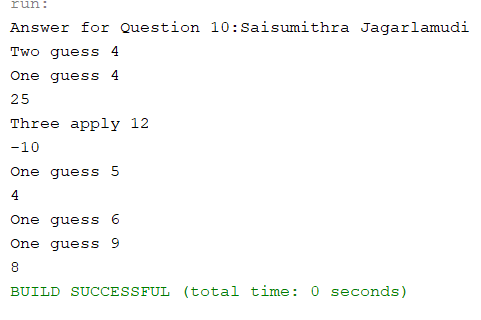 run:
Answer for Question 10:Saisumithra Jagarlamudi
Two guess 4
One guess 4
25
Three apply 12
-10
One guess 5
4
One guess 6
One guess 9
8
BUILD SUCCESSFUL (total time: 0 seconds)